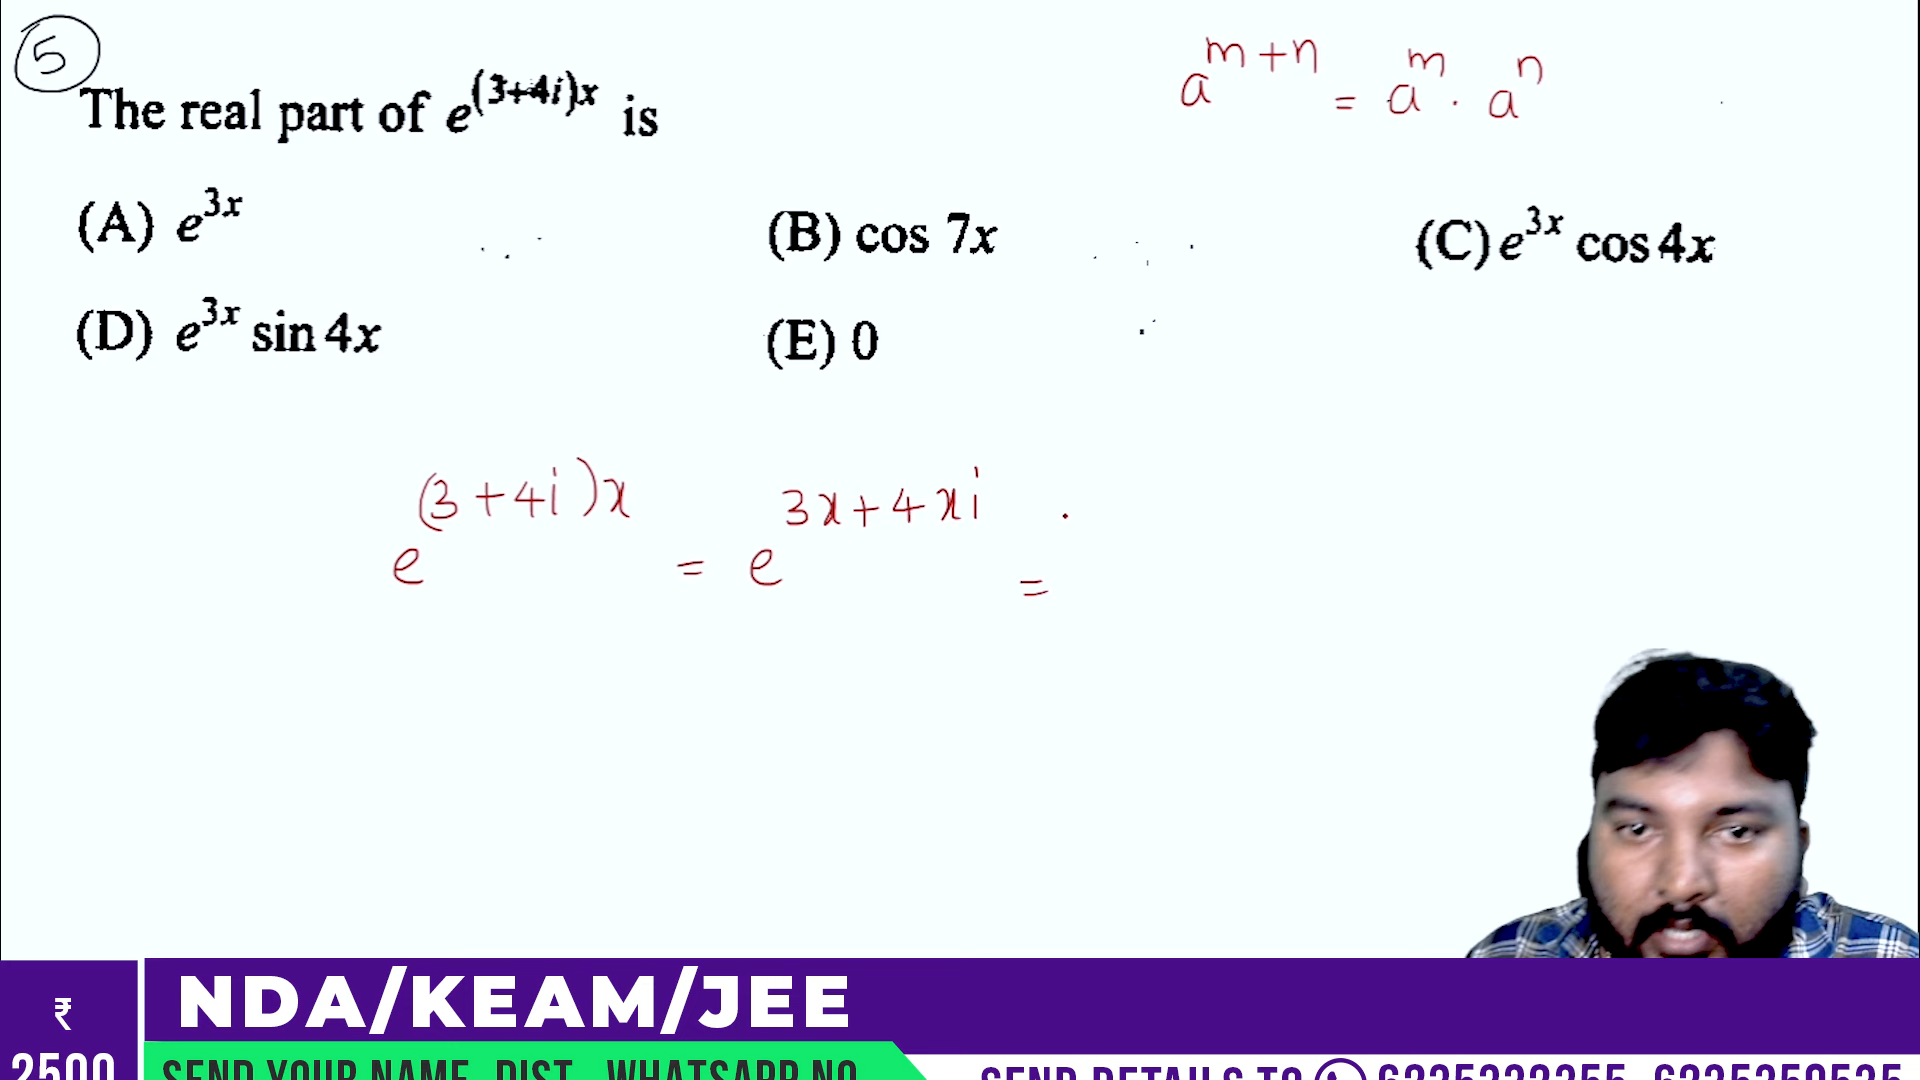 5
The real part of e^{(3+4i)x} is
a^{m+n} = a^m . a^n
(A) e^{3x}
(B) cos 7x
(C) e^{3x} cos 4x
(D) e^{3x} sin 4x
(E) 0
e^{(3+4i)x} = e^{3x+4xi} =
₹
2500
NDA/KEAM/JEE
SEND YOUR NAME, DIST., WHATSAPP NO
SEND DETAILS TO